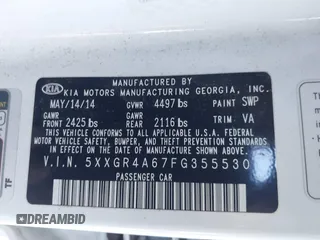 MANUFACTURED BY
KIA KIA MOTORS MANUFACTURING GEORGIA, INC.
MAY/14/14 GVWR 4497 lbs PAINT SWP
GAWR FRONT 2425 lbs GAWR REAR 2116 lbs TRIM VA
THIS VEHICLE CONFORMS TO ALL APPLICABLE FEDERAL
MOTOR VEHICLE SAFETY, BUMPER, AND THEFT PREVENTION
STANDARDS IN EFFECT ON THE DATE OF MANUFACTURE SHOWN ABOVE.
V.I.N. 5XXGR4A67FG355530
PASSENGER CAR
TF
DREAMBID